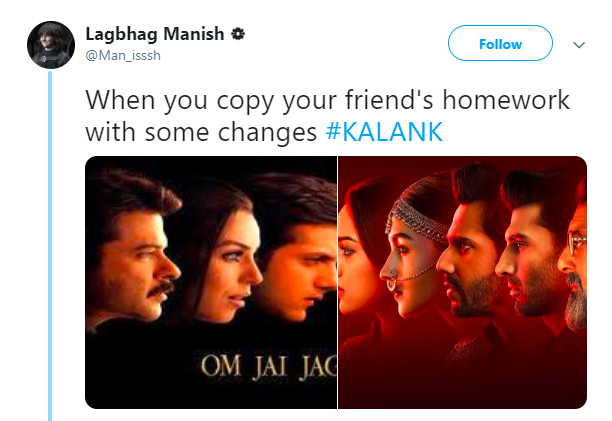 Lagbhag Manish
@Man_isssh
Follow
When you copy your friend's homework
with some changes #KALANK
OM JAI JAG